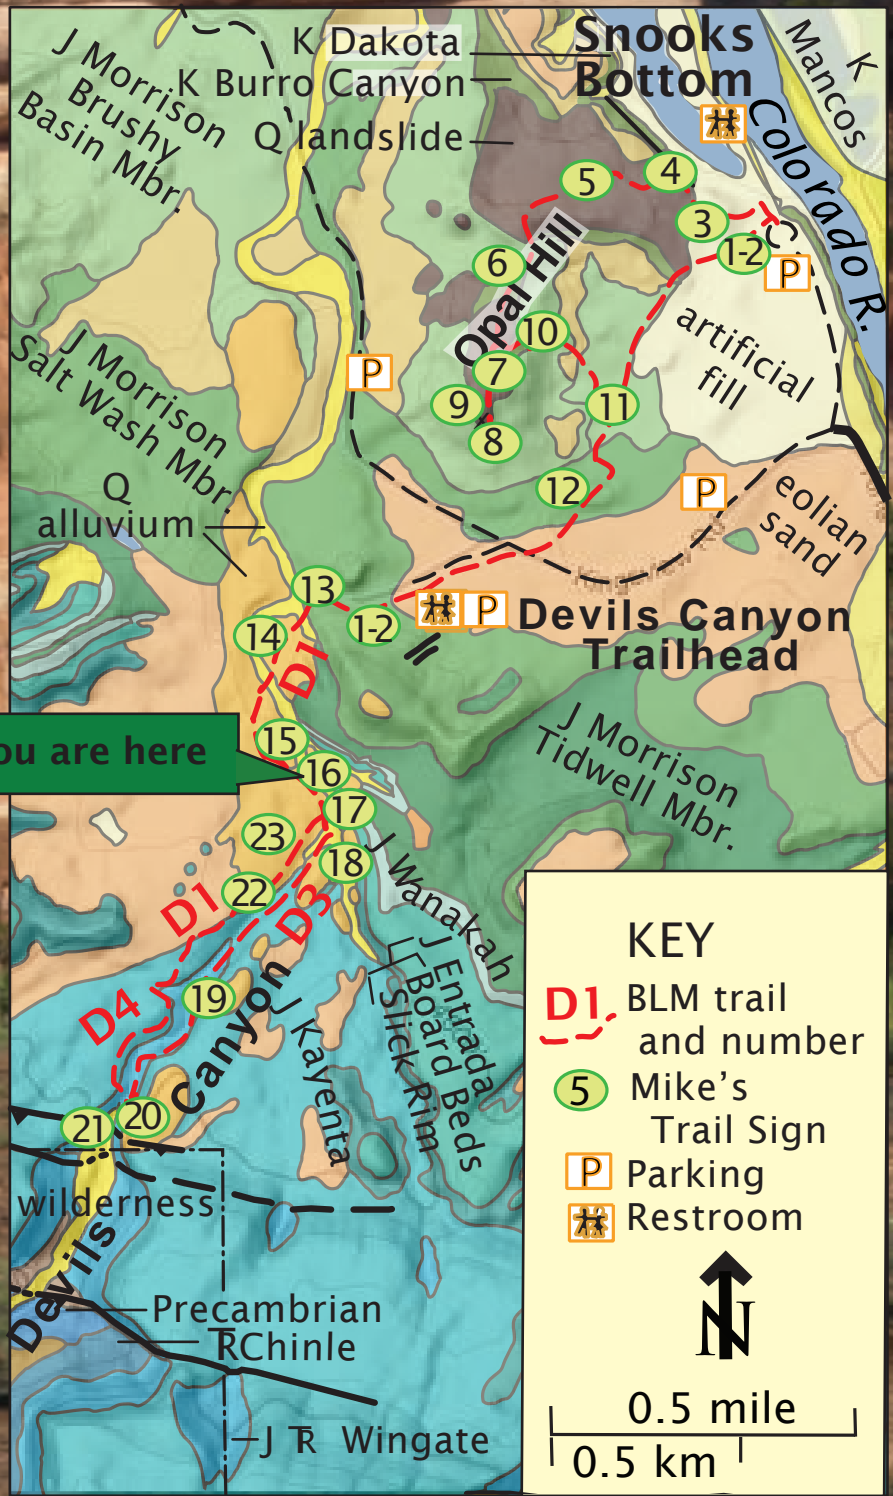 K Dakota
K Burro Canyon
Q landslide
Snooks
Bottom
K
Mancos
Colorado R.
J Morrison
Brushy
Basin Mbr.
5
4
3
1-2
P
6
Opal Hill
10
7
9
8
11
12
artificial
fill
P
J Morrison
Salt Wash Mbr.
Q
alluvium
P
eolian
sand
13
1-2
P
Devils Canyon
Trailhead
14
D1
15
ou are here
16
17
23
18
22
J Morrison
Tidwell Mbr.
J Wanakah
D1
D3
19
D4
J Entrada
Board Beds
Slick Rim
J Kayenta
Devils Canyon
20
21
wilderness
Precambrian
TRChinle
J TR Wingate
KEY
D1 BLM trail
and number
5 Mike's
Trail Sign
P Parking
Restroom
N
0.5 mile
0.5 km